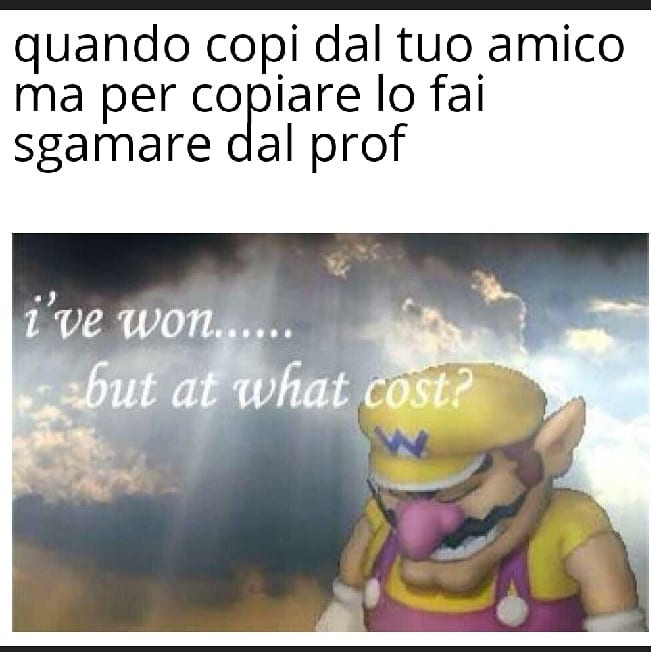 quando copi dal tuo amico
ma per copiare lo fai
sgamare dal prof
i've won......
but at what cost?
W